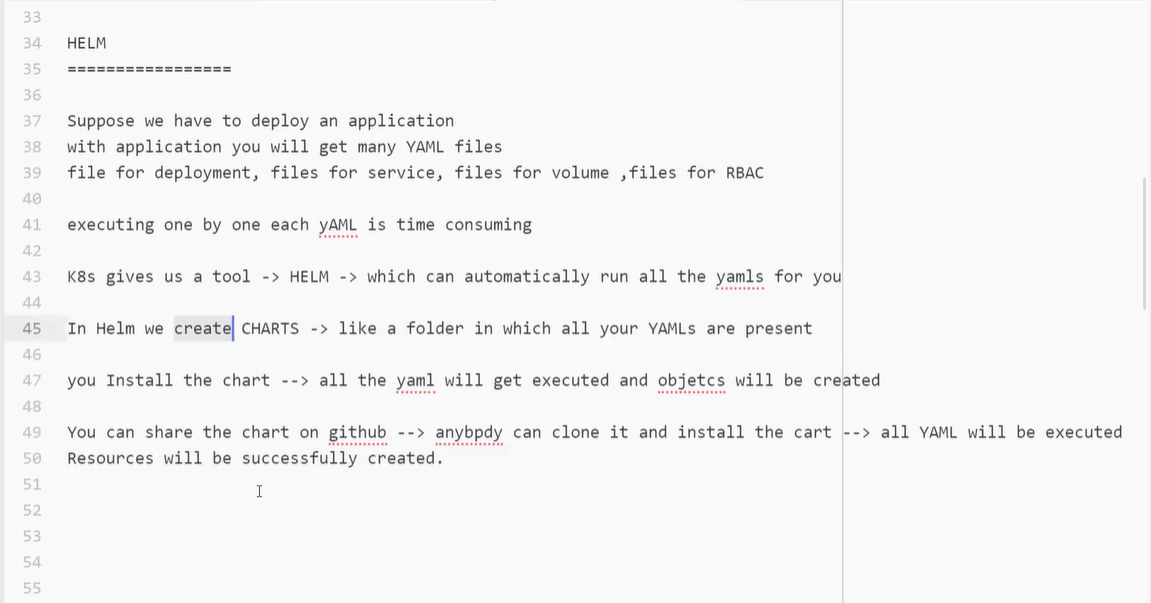 33
34 HELM
35 =================
36
37 Suppose we have to deploy an application
38 with application you will get many YAML files
39 file for deployment, files for service, files for volume ,files for RBAC
40
41 executing one by one each yAML is time consuming
42
43 K8s gives us a tool -> HELM -> which can automatically run all the yamls for you
44
45 In Helm we create CHARTS -> like a folder in which all your YAMLs are present
46
47 you Install the chart --> all the yaml will get executed and objetcs will be created
48
49 You can share the chart on github --> anybpdy can clone it and install the cart --> all YAML will be executed
50 Resources will be successfully created.
51
52
53
54
55